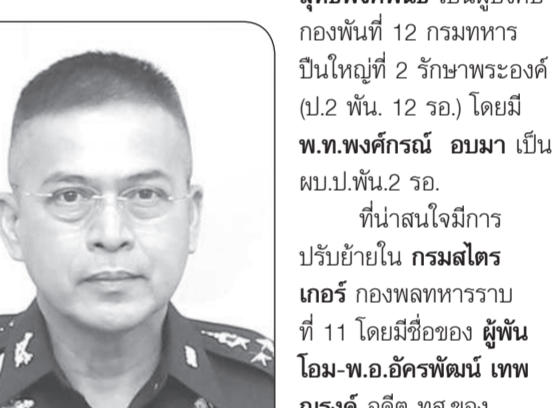 กองพันที่ 12 กรมทหาร
ปืนใหญ่ที่ 2 รักษาพระองค์
(ป.2 พัน. 12 รอ.) โดยมี
พ.ท.พงศ์กรณ์ อบมา เป็น
ผบ.ป.พัน.2 รอ.
ที่น่าสนใจมีการ
ปรับย้ายใน กรมสไตร
เกอร์ กองพลทหารราบ
ที่ 11 โดยมีชื่อของ ผู้พัน
โอม-พ.อ.อัครพัฒน์ เทพ